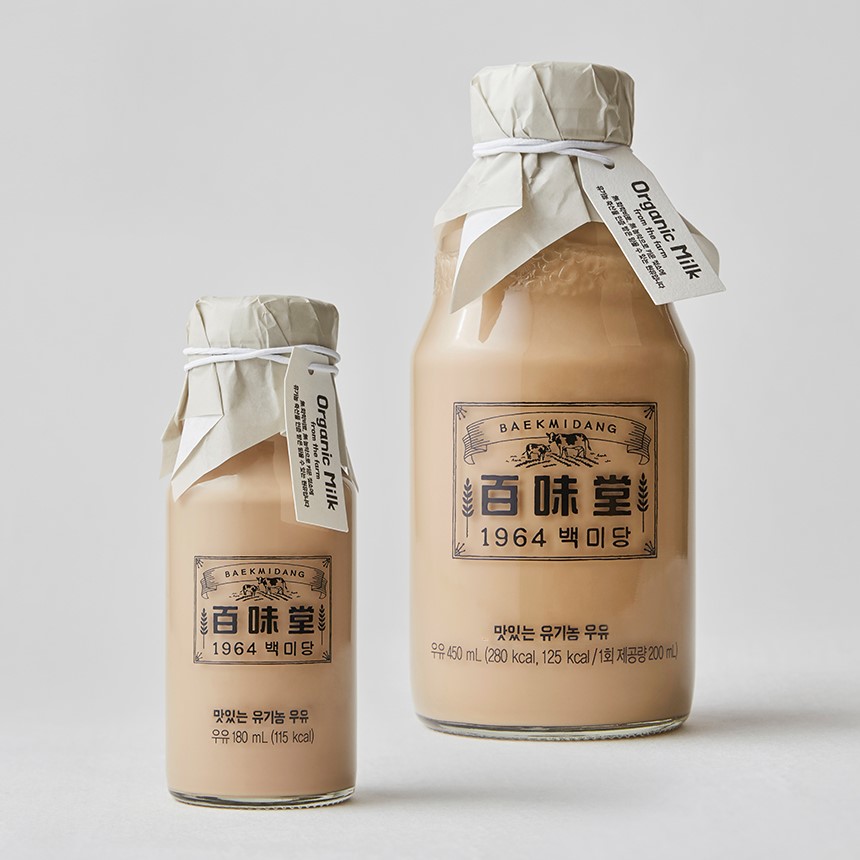 Organic Milk
from the farm
BAEKMIDANG
百味堂
1964 백미당
맛있는 유기농 우유
우유 180 mL (115 kcal)
Organic Milk
from the farm
BAEKMIDANG
百味堂
1964 백미당
맛있는 유기농 우유
우유 450 mL (280 kcal, 125 kcal/1회 제공량 200 mL)